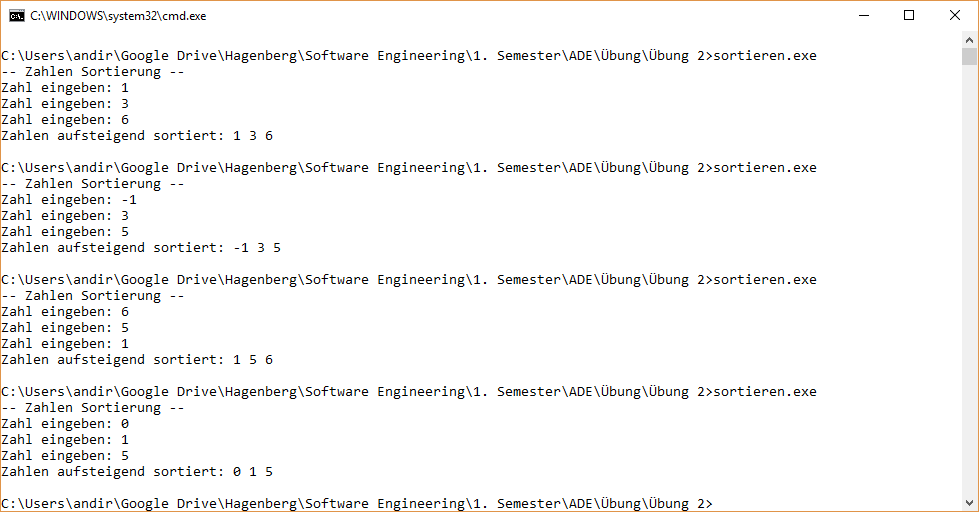 C:\WINDOWS\system32\cmd.exe
C:\Users\andir\Google Drive\Hagenberg\Software Engineering\1. Semester\ADE\Übung\Übung 2>sortieren.exe
-- Zahlen Sortierung --
Zahl eingeben: 1
Zahl eingeben: 3
Zahl eingeben: 6
Zahlen aufsteigend sortiert: 1 3 6
C:\Users\andir\Google Drive\Hagenberg\Software Engineering\1. Semester\ADE\Übung\Übung 2>sortieren.exe
-- Zahlen Sortierung --
Zahl eingeben: -1
Zahl eingeben: 3
Zahl eingeben: 5
Zahlen aufsteigend sortiert: -1 3 5
C:\Users\andir\Google Drive\Hagenberg\Software Engineering\1. Semester\ADE\Übung\Übung 2>sortieren.exe
-- Zahlen Sortierung --
Zahl eingeben: 6
Zahl eingeben: 5
Zahl eingeben: 1
Zahlen aufsteigend sortiert: 1 5 6
C:\Users\andir\Google Drive\Hagenberg\Software Engineering\1. Semester\ADE\Übung\Übung 2>sortieren.exe
-- Zahlen Sortierung --
Zahl eingeben: 0
Zahl eingeben: 1
Zahl eingeben: 5
Zahlen aufsteigend sortiert: 0 1 5
C:\Users\andir\Google Drive\Hagenberg\Software Engineering\1. Semester\ADE\Übung\Übung 2>